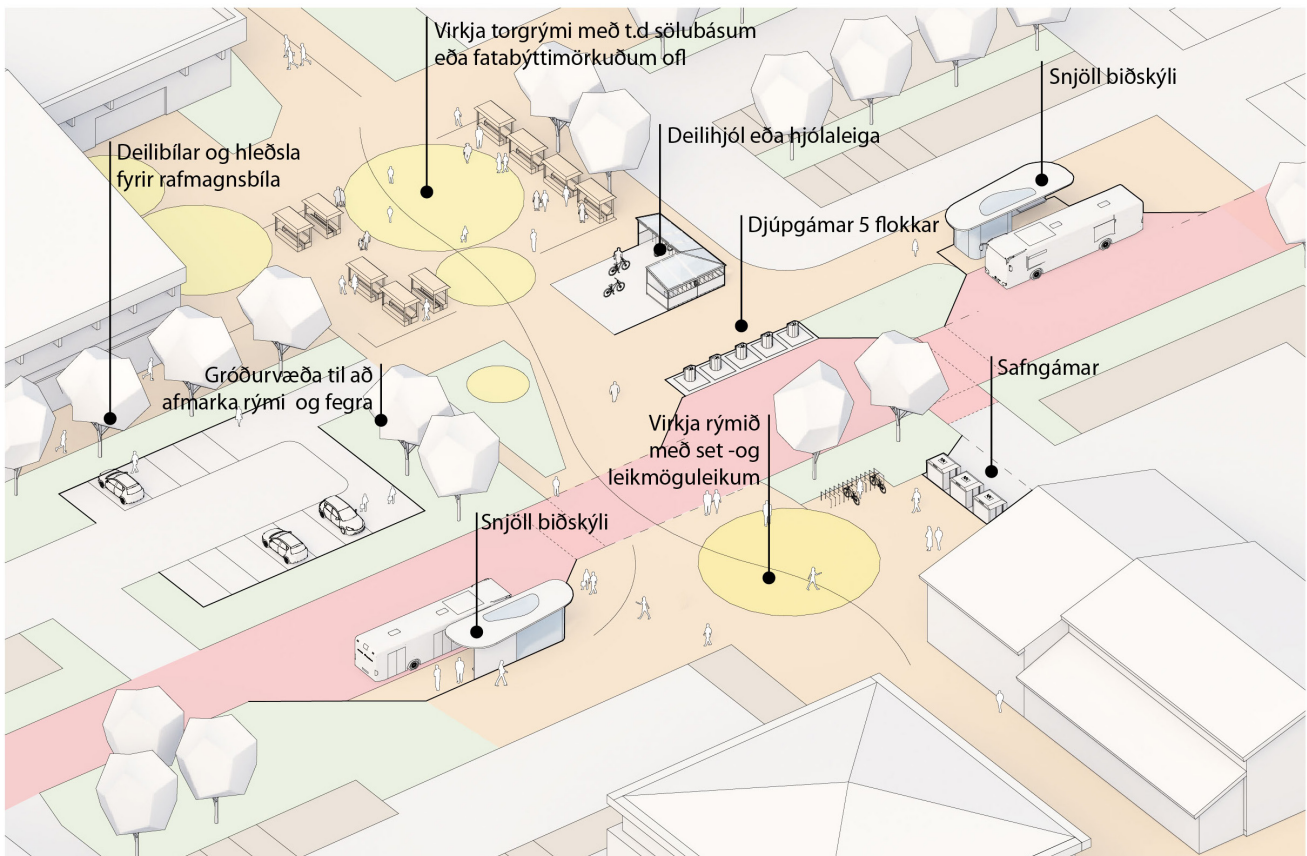 Virkja torgrými með t.d sölubásum
eða fatabýttimörkuðum ofl
Snjöll biðskýli
Deilihjól eða hjólaleiga
Deilibílar og hleðsla
fyrir rafmagnsbíla
Djúpgámar 5 flokkar
Safngámar
Gróðurvæða til að
afmarka rými  og fegra
Virkja rýmið
með set -og
leikmöguleikum
Snjöll biðskýli